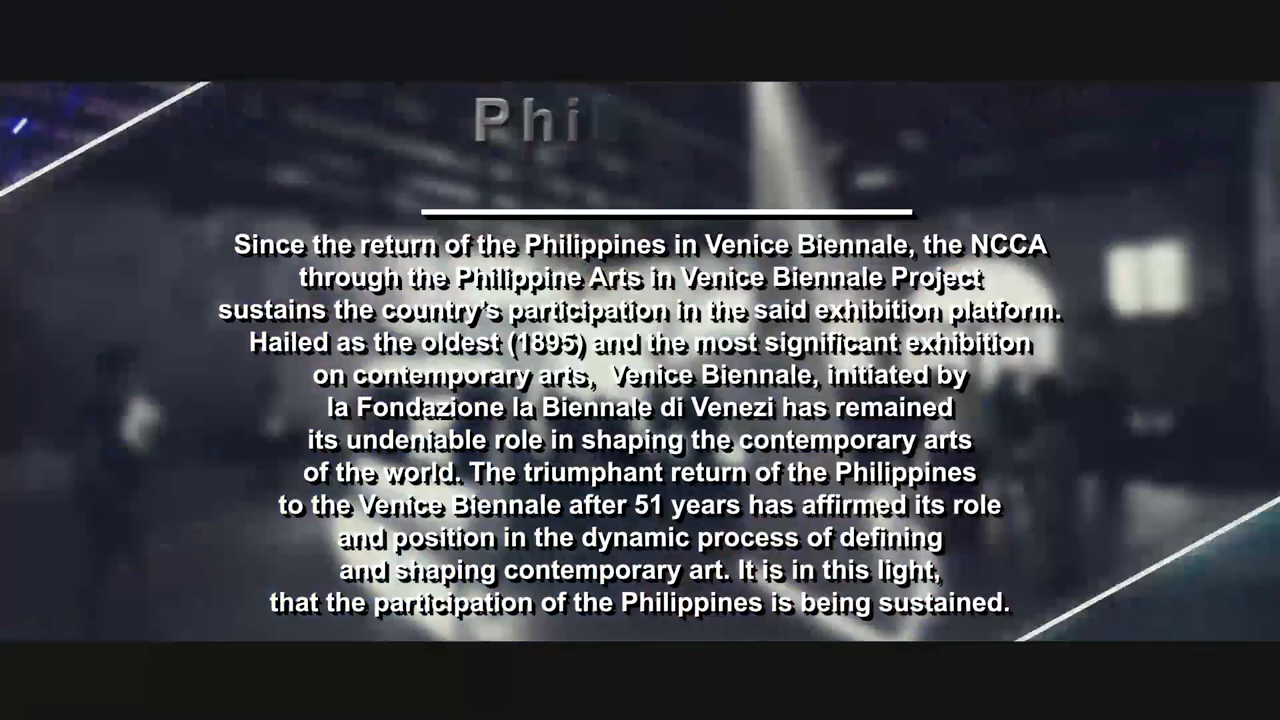 Phi
Since the return of the Philippines in Venice Biennale, the NCCA
through the Philippine Arts in Venice Biennale Project
sustains the country's participation in the said exhibition platform.
Hailed as the oldest (1895) and the most significant exhibition
on contemporary arts,  Venice Biennale, initiated by
la Fondazione la Biennale di Venezi has remained
its undeniable role in shaping the contemporary arts
of the world. The triumphant return of the Philippines
to the Venice Biennale after 51 years has affirmed its role
and position in the dynamic process of defining
and shaping contemporary art. It is in this light,
that the participation of the Philippines is being sustained.